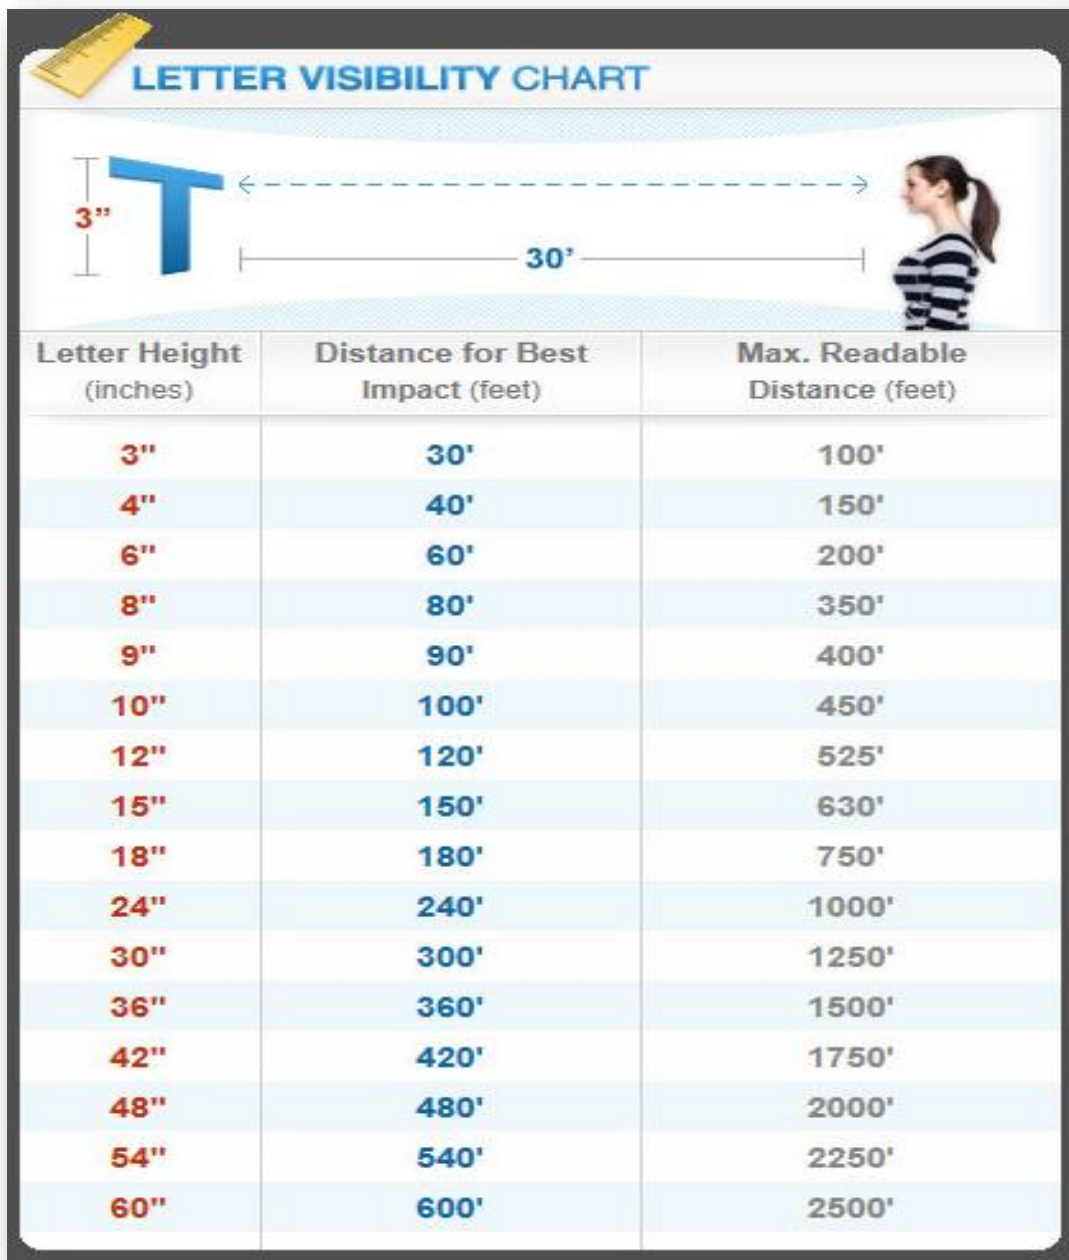 LETTER VISIBILITY CHART
3”
30’
Letter Height Distance for Best Max. Readable
(inches) Impact (feet) Distance (feet)
3" 30' 100'
4" 40' 150'
6" 60' 200'
8" 80' 350'
9" 90' 400'
10" 100' 450'
12" 120' 525'
15" 150' 630'
18" 180' 750'
24" 240' 1000'
30" 300' 1250'
36" 360' 1500'
42" 420' 1750'
48" 480' 2000'
54" 540' 2250'
60" 600' 2500'